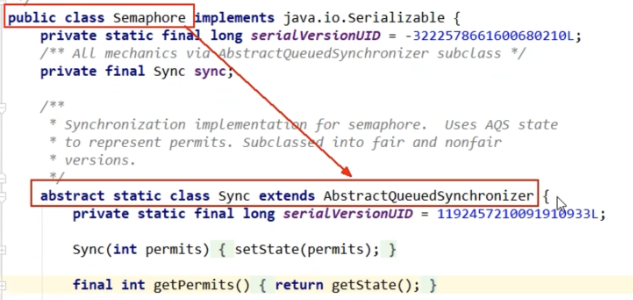 */
public class Semaphore implements java.io.Serializable {
private static final long serialVersionUID = -3222578661600680210L;
/** All mechanics via AbstractQueuedSynchronizer subclass */
private final Sync sync;
/**
* Synchronization implementation for semaphore.  Uses AQS state
* to represent permits. Subclassed into fair and nonfair
* versions.
*/
abstract static class Sync extends AbstractQueuedSynchronizer {
private static final long serialVersionUID = 1192457210091910933L;
Sync(int permits) { setState(permits); }
final int getPermits() { return getState(); }